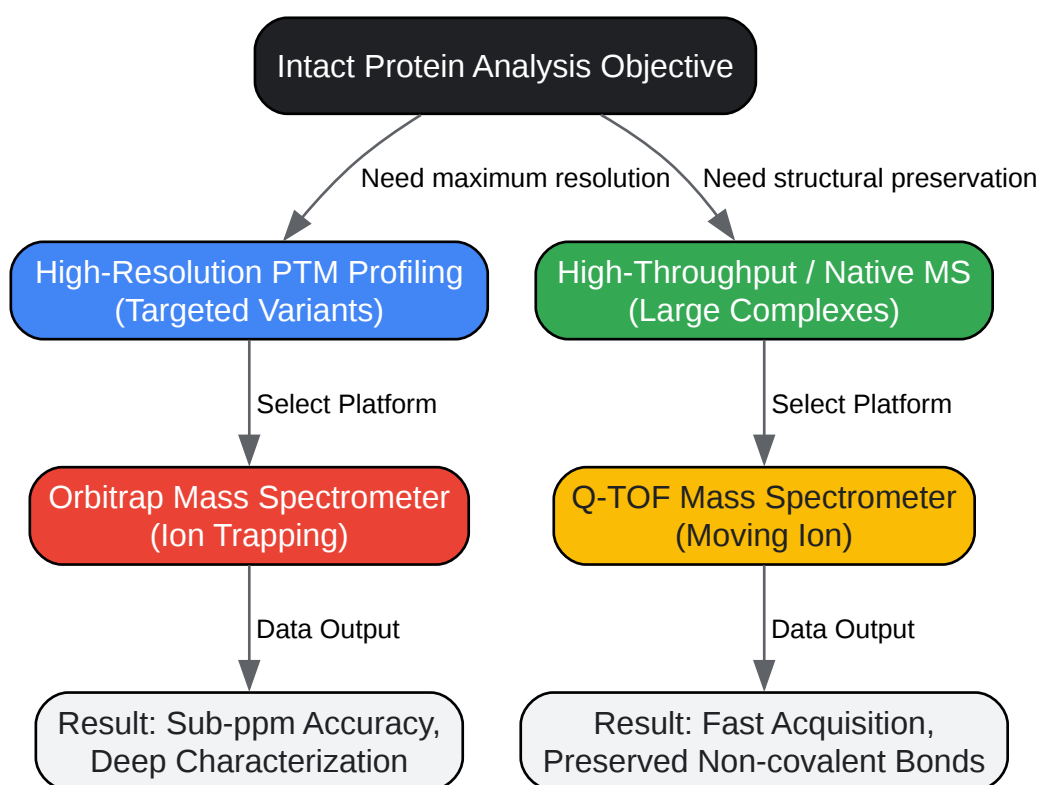 Intact Protein Analysis Objective
Need maximum resolution
Need structural preservation
High-Resolution PTM Profiling
(Targeted Variants)
High-Throughput / Native MS
(Large Complexes)
Select Platform
Select Platform
Orbitrap Mass Spectrometer
(Ion Trapping)
Q-TOF Mass Spectrometer
(Moving Ion)
Data Output
Data Output
Result: Sub-ppm Accuracy,
Deep Characterization
Result: Fast Acquisition,
Preserved Non-covalent Bonds